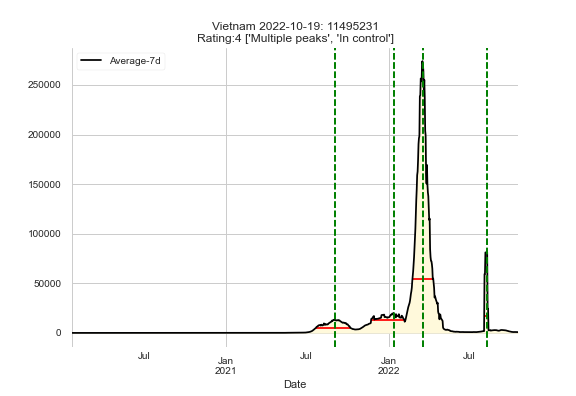 Vietnam 2022-10-19: 11495231
Rating:4 ['Multiple peaks', 'In control']
Average-7d
250000
200000
150000
100000
50000
0
Jul
Jan
2021
Jul
Jan
2022
Jul
Date